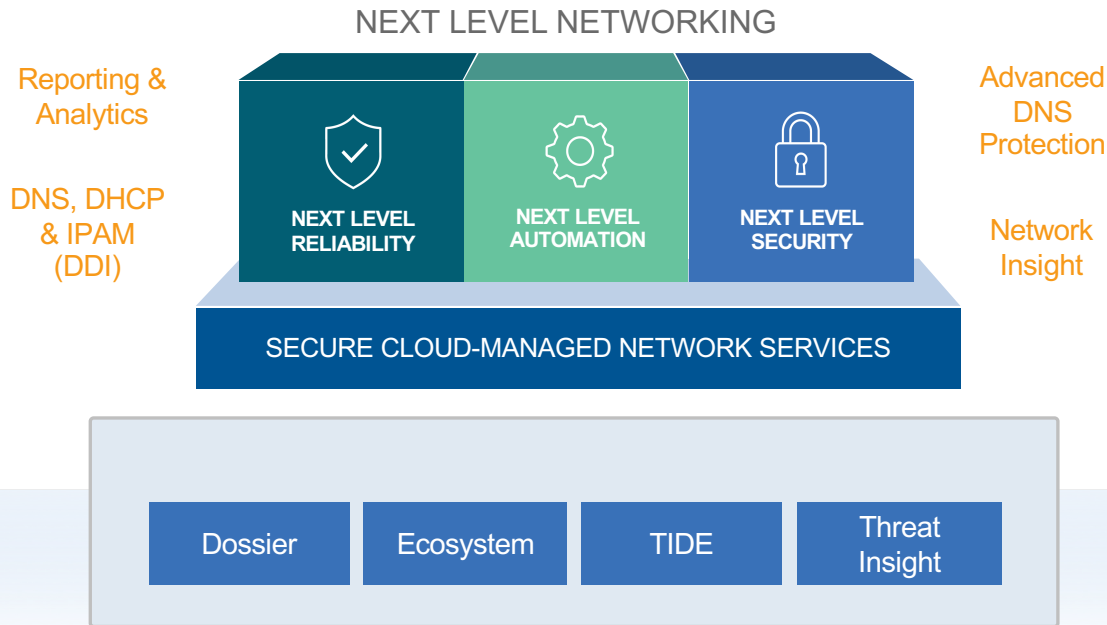 NEXT LEVEL NETWORKING
Reporting &
Analytics
DNS, DHCP
& IPAM
(DDI)
NEXT LEVEL
RELIABILITY
NEXT LEVEL
AUTOMATION
NEXT LEVEL
SECURITY
Advanced
DNS
Protection
Network
Insight
SECURE CLOUD-MANAGED NETWORK SERVICES
Dossier
Ecosystem
TIDE
Threat
Insight